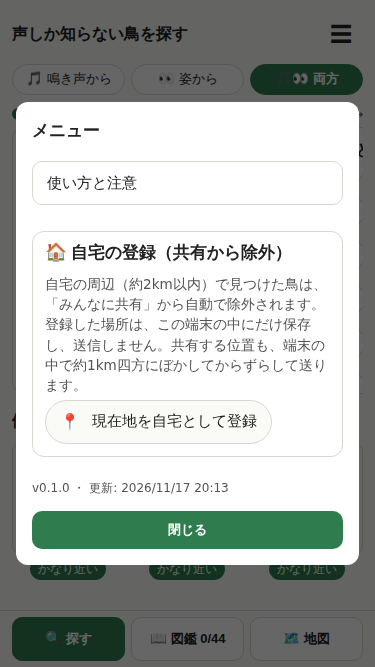 声しか知らない鳥を探す
☰
🎵 鳴き声から
👀 姿から
👀 両方
メニュー
使い方と注意
🏠 自宅の登録（共有から除外）
自宅の周辺（約2km以内）で見つけた鳥は、
「みんなに共有」から自動で除外されます。
登録した場所は、この端末の中にだけ保存
し、送信しません。共有する位置も、端末の
中で約1km四方にぼかしてからずらして送り
ます。
📍 現在地を自宅として登録
v0.1.0 ・ 更新: 2026/11/17 20:13
閉じる
かなり近い
かなり近い
かなり近い
🔍 探す
📖 図鑑 0/44
🗺️ 地図